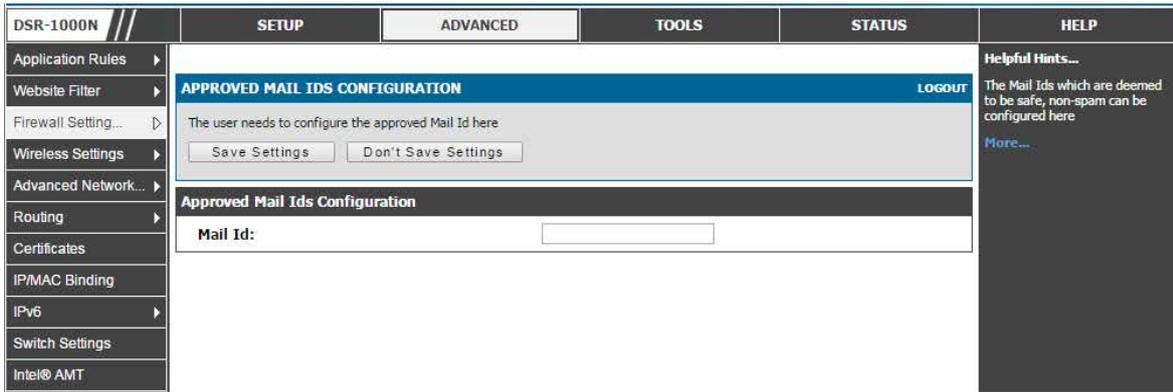 DSR-1000N
SETUP
ADVANCED
TOOLS
STATUS
HELP
Application Rules
Website Filter
Firewall Setting...
Wireless Settings
Advanced Network...
Routing
Certificates
IP/MAC Binding
IPv6
Switch Settings
Intel® AMT
APPROVED MAIL IDS CONFIGURATION
LOGOUT
The user needs to configure the approved Mail Id here
Save Settings
Don't Save Settings
Approved Mail Ids Configuration
Mail Id:
Helpful Hints...
The Mail Ids which are deemed
to be safe, non-spam can be
configured here
More...